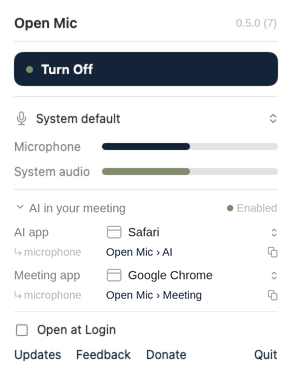 Open Mic 0.5.0 (7)
Turn Off
System default
Microphone
System audio
AI in your meeting Enabled
AI app Safari
↳ microphone Open Mic › AI
Meeting app Google Chrome
↳ microphone Open Mic › Meeting
Open at Login
Updates Feedback Donate Quit